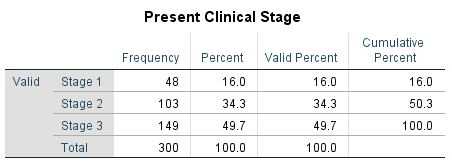 Present Clinical Stage
Frequency Percent Valid Percent Cumulative Percent
Valid Stage 1 48 16.0 16.0 16.0
Stage 2 103 34.3 34.3 50.3
Stage 3 149 49.7 49.7 100.0
Total 300 100.0 100.0